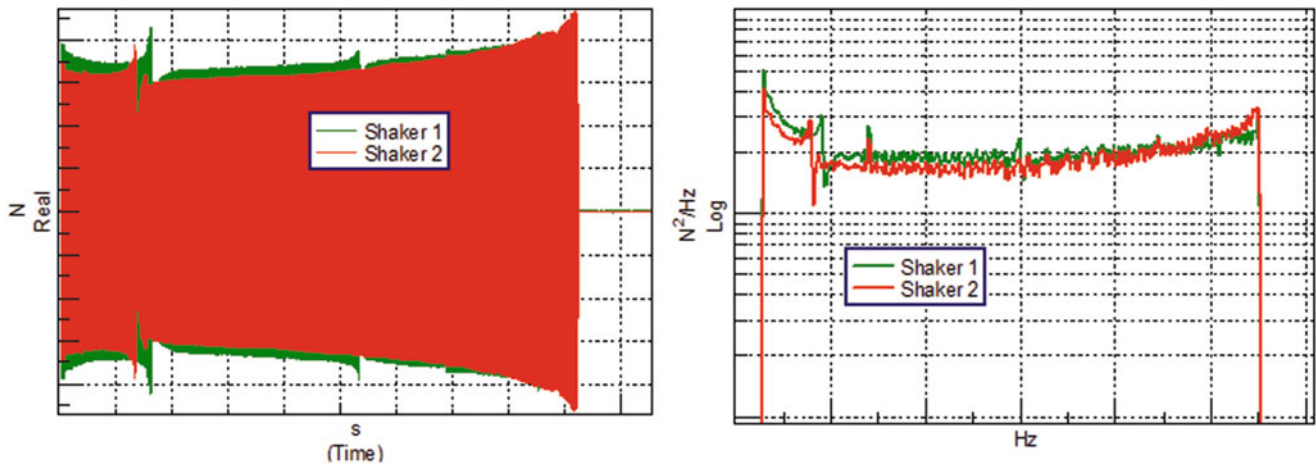 N
Real
Shaker 1
Shaker 2
s
(Time)
N²/Hz
Log
Shaker 1
Shaker 2
Hz